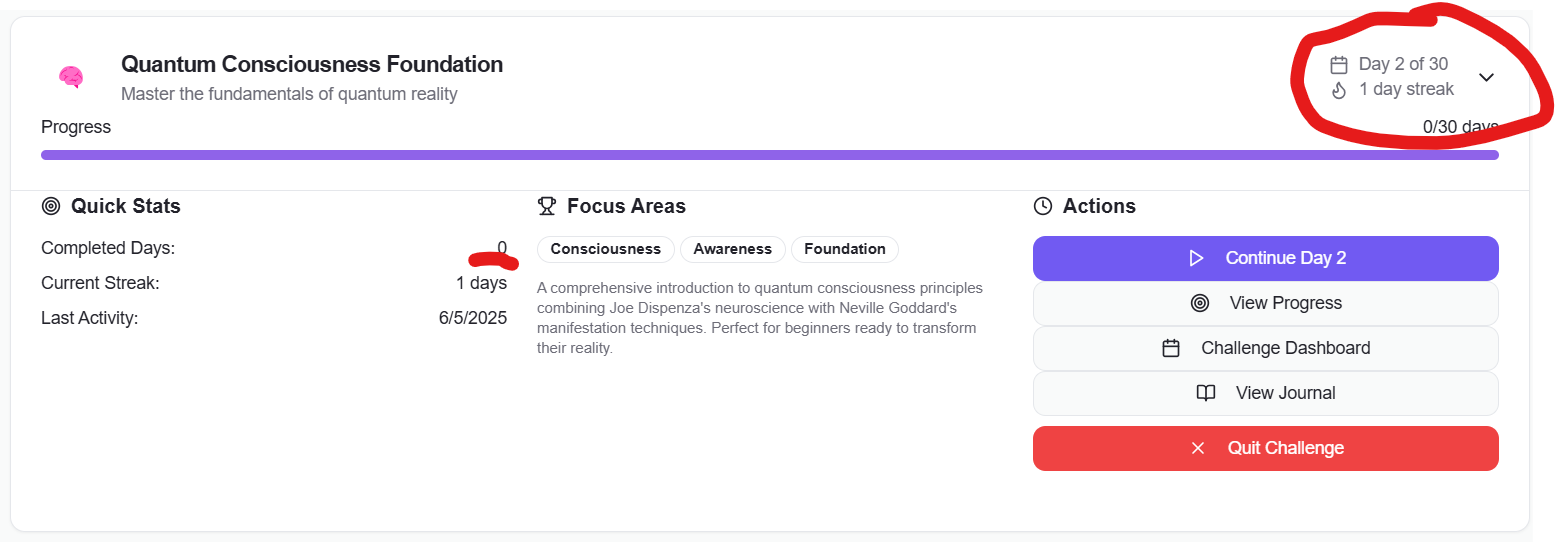 Quantum Consciousness Foundation
Master the fundamentals of quantum reality
Day 2 of 30
1 day streak
Progress
0/30 days
Quick Stats
Completed Days: 0
Current Streak: 1 days
Last Activity: 6/5/2025
Focus Areas
Consciousness Awareness Foundation
A comprehensive introduction to quantum consciousness principles
combining Joe Dispenza's neuroscience with Neville Goddard's
manifestation techniques. Perfect for beginners ready to transform
their reality.
Actions
Continue Day 2
View Progress
Challenge Dashboard
View Journal
Quit Challenge